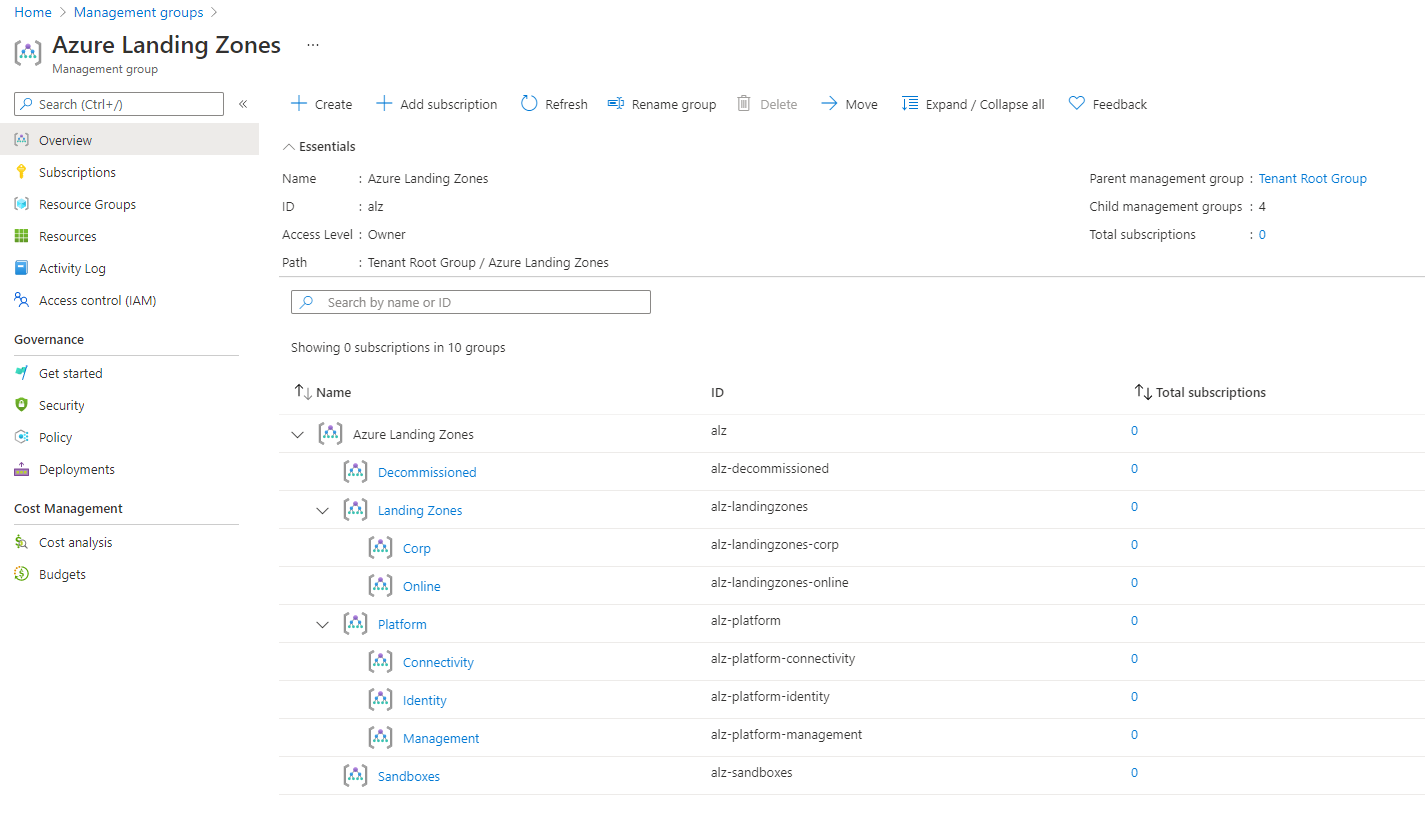 Home > Management groups >
Azure Landing Zones ...
Management group
Search (Ctrl+/) «
Overview
Subscriptions
Resource Groups
Resources
Activity Log
Access control (IAM)
Governance
Get started
Security
Policy
Deployments
Cost Management
Cost analysis
Budgets
Create Add subscription Refresh Rename group Delete Move Expand / Collapse all Feedback
Essentials
Name : Azure Landing Zones
ID : alz
Access Level : Owner
Path : Tenant Root Group / Azure Landing Zones
Parent management group : Tenant Root Group
Child management groups : 4
Total subscriptions : 0
Search by name or ID
Showing 0 subscriptions in 10 groups
Name ID Total subscriptions
Azure Landing Zones alz 0
Decommissioned alz-decommissioned 0
Landing Zones alz-landingzones 0
Corp alz-landingzones-corp 0
Online alz-landingzones-online 0
Platform alz-platform 0
Connectivity alz-platform-connectivity 0
Identity alz-platform-identity 0
Management alz-platform-management 0
Sandboxes alz-sandboxes 0